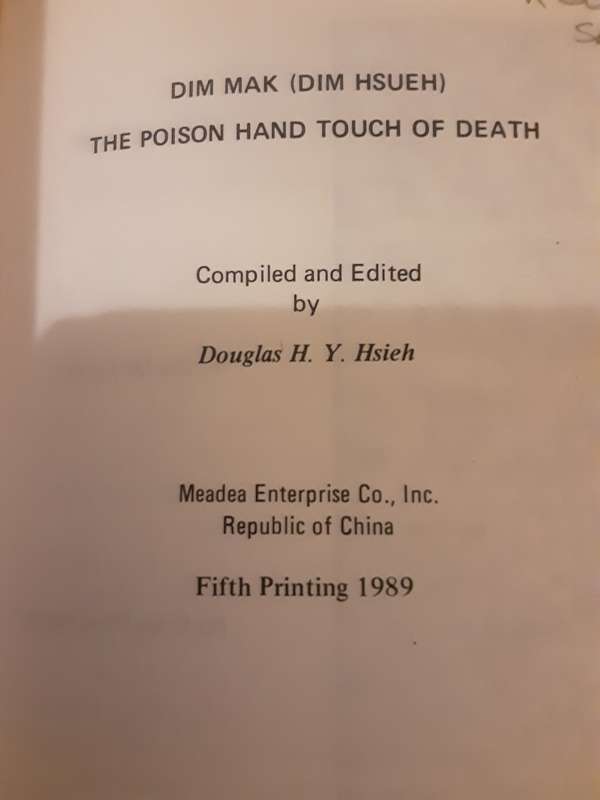 DIM MAK (DIM HSUEH)
THE POISON HAND TOUCH OF DEATH
Compiled and Edited
by
Douglas H. Y. Hsieh
Meadea Enterprise Co., Inc.
Republic of China
Fifth Printing 1989